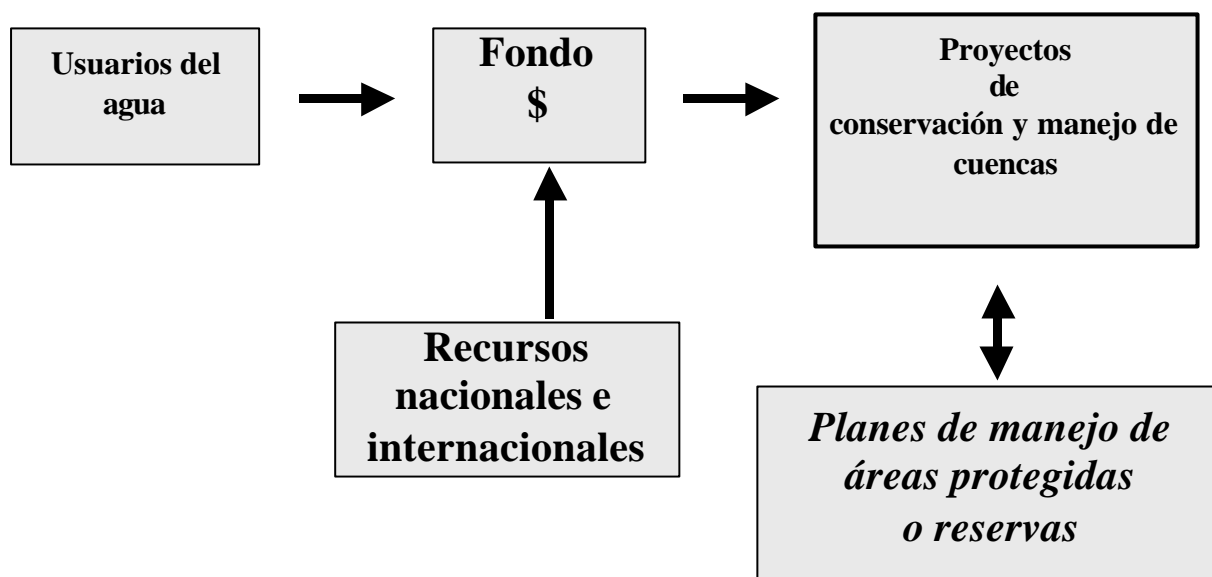 Usuarios del
agua
Fondo
$
Proyectos
de
conservación y manejo de
cuencas
Recursos
nacionales e
internacionales
Planes de manejo de
áreas protegidas
o reservas